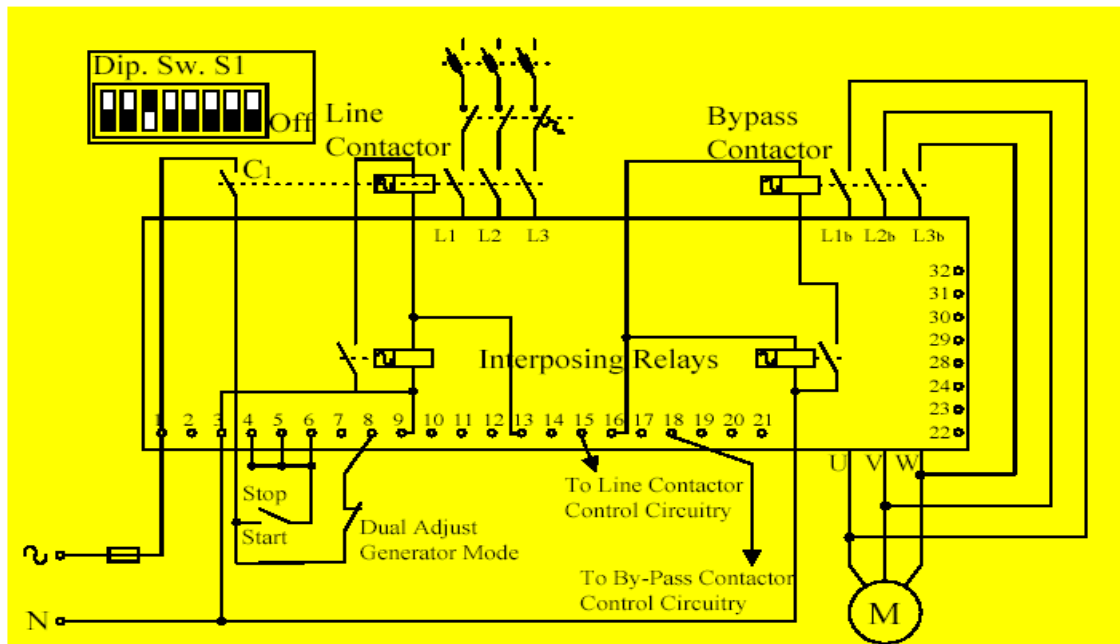 Dip. Sw. S1
Off
Line
Contactor
Bypass
Contactor
C1
L1 L2 L3
L1b L2b L3b
32
31
30
29
28
24
23
22
Interposing Relays
1 2 3 4 5 6 7 8 9 10 11 12 13 14 15 16 17 18 19 20 21
U V W
Stop
Start
Dual Adjust
Generator Mode
To Line Contactor
Control Circuitry
To By-Pass Contactor
Control Circuitry
N
M